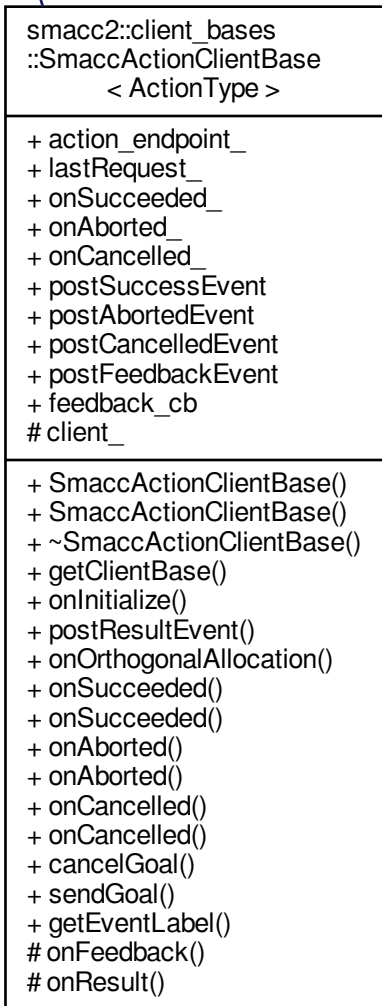 smacc2::client_bases
::SmaccActionClientBase
< ActionType >
+ action_endpoint_
+ lastRequest_
+ onSucceeded_
+ onAborted_
+ onCancelled_
+ postSuccessEvent
+ postAbortedEvent
+ postCancelledEvent
+ postFeedbackEvent
+ feedback_cb
# client_
+ SmaccActionClientBase()
+ SmaccActionClientBase()
+ ~SmaccActionClientBase()
+ getClientBase()
+ onInitialize()
+ postResultEvent()
+ onOrthogonalAllocation()
+ onSucceeded()
+ onSucceeded()
+ onAborted()
+ onAborted()
+ onCancelled()
+ onCancelled()
+ cancelGoal()
+ sendGoal()
+ getEventLabel()
# onFeedback()
# onResult()